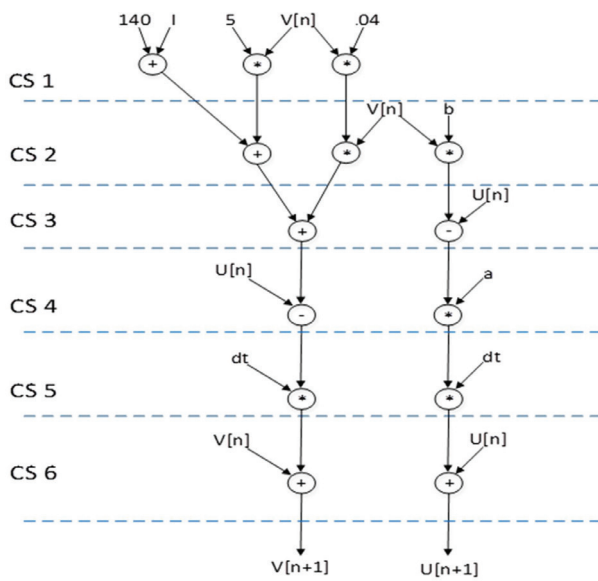 140 I 5 V[n] .04
CS 1 + * *
V[n] b
CS 2 + * *
U[n]
CS 3 + -
U[n] a
CS 4 - *
dt dt
CS 5 * *
V[n] U[n]
CS 6 + +
V[n+1] U[n+1]